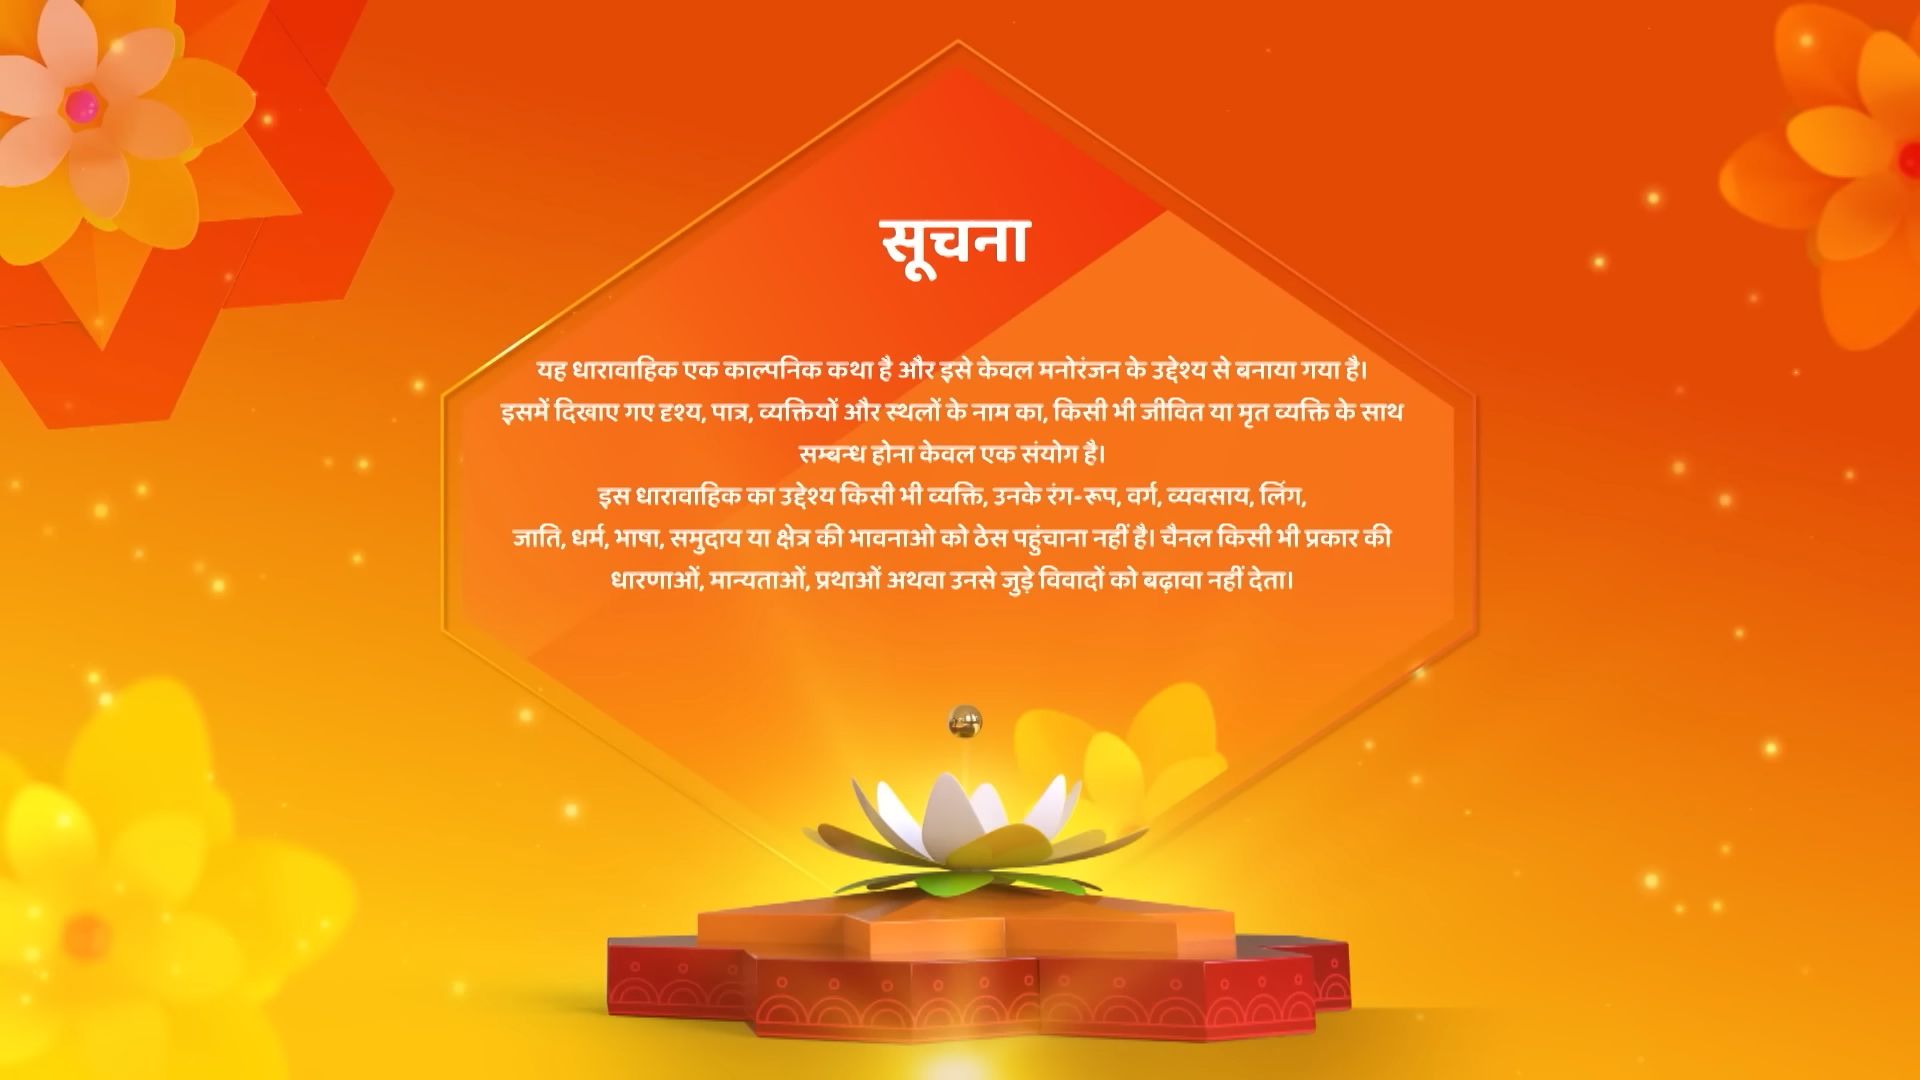 सूचना
यह धारावाहिक एक काल्पनिक कथा है और इसे केवल मनोरंजन के उद्देश्य से बनाया गया है।
इसमें दिखाए गए दृश्य, पात्र, व्यक्तियों और स्थलों के नाम का, किसी भी जीवित या मृत व्यक्ति के साथ
सम्बन्ध होना केवल एक संयोग है।
इस धारावाहिक का उद्देश्य किसी भी व्यक्ति, उनके रंग-रूप, वर्ग, व्यवसाय, लिंग,
जाति, धर्म, भाषा, समुदाय या क्षेत्र की भावनाओ को ठेस पहुंचाना नहीं है। चैनल किसी भी प्रकार की
धारणाओं, मान्यताओं, प्रथाओं अथवा उनसे जुड़े विवादों को बढ़ावा नहीं देता।